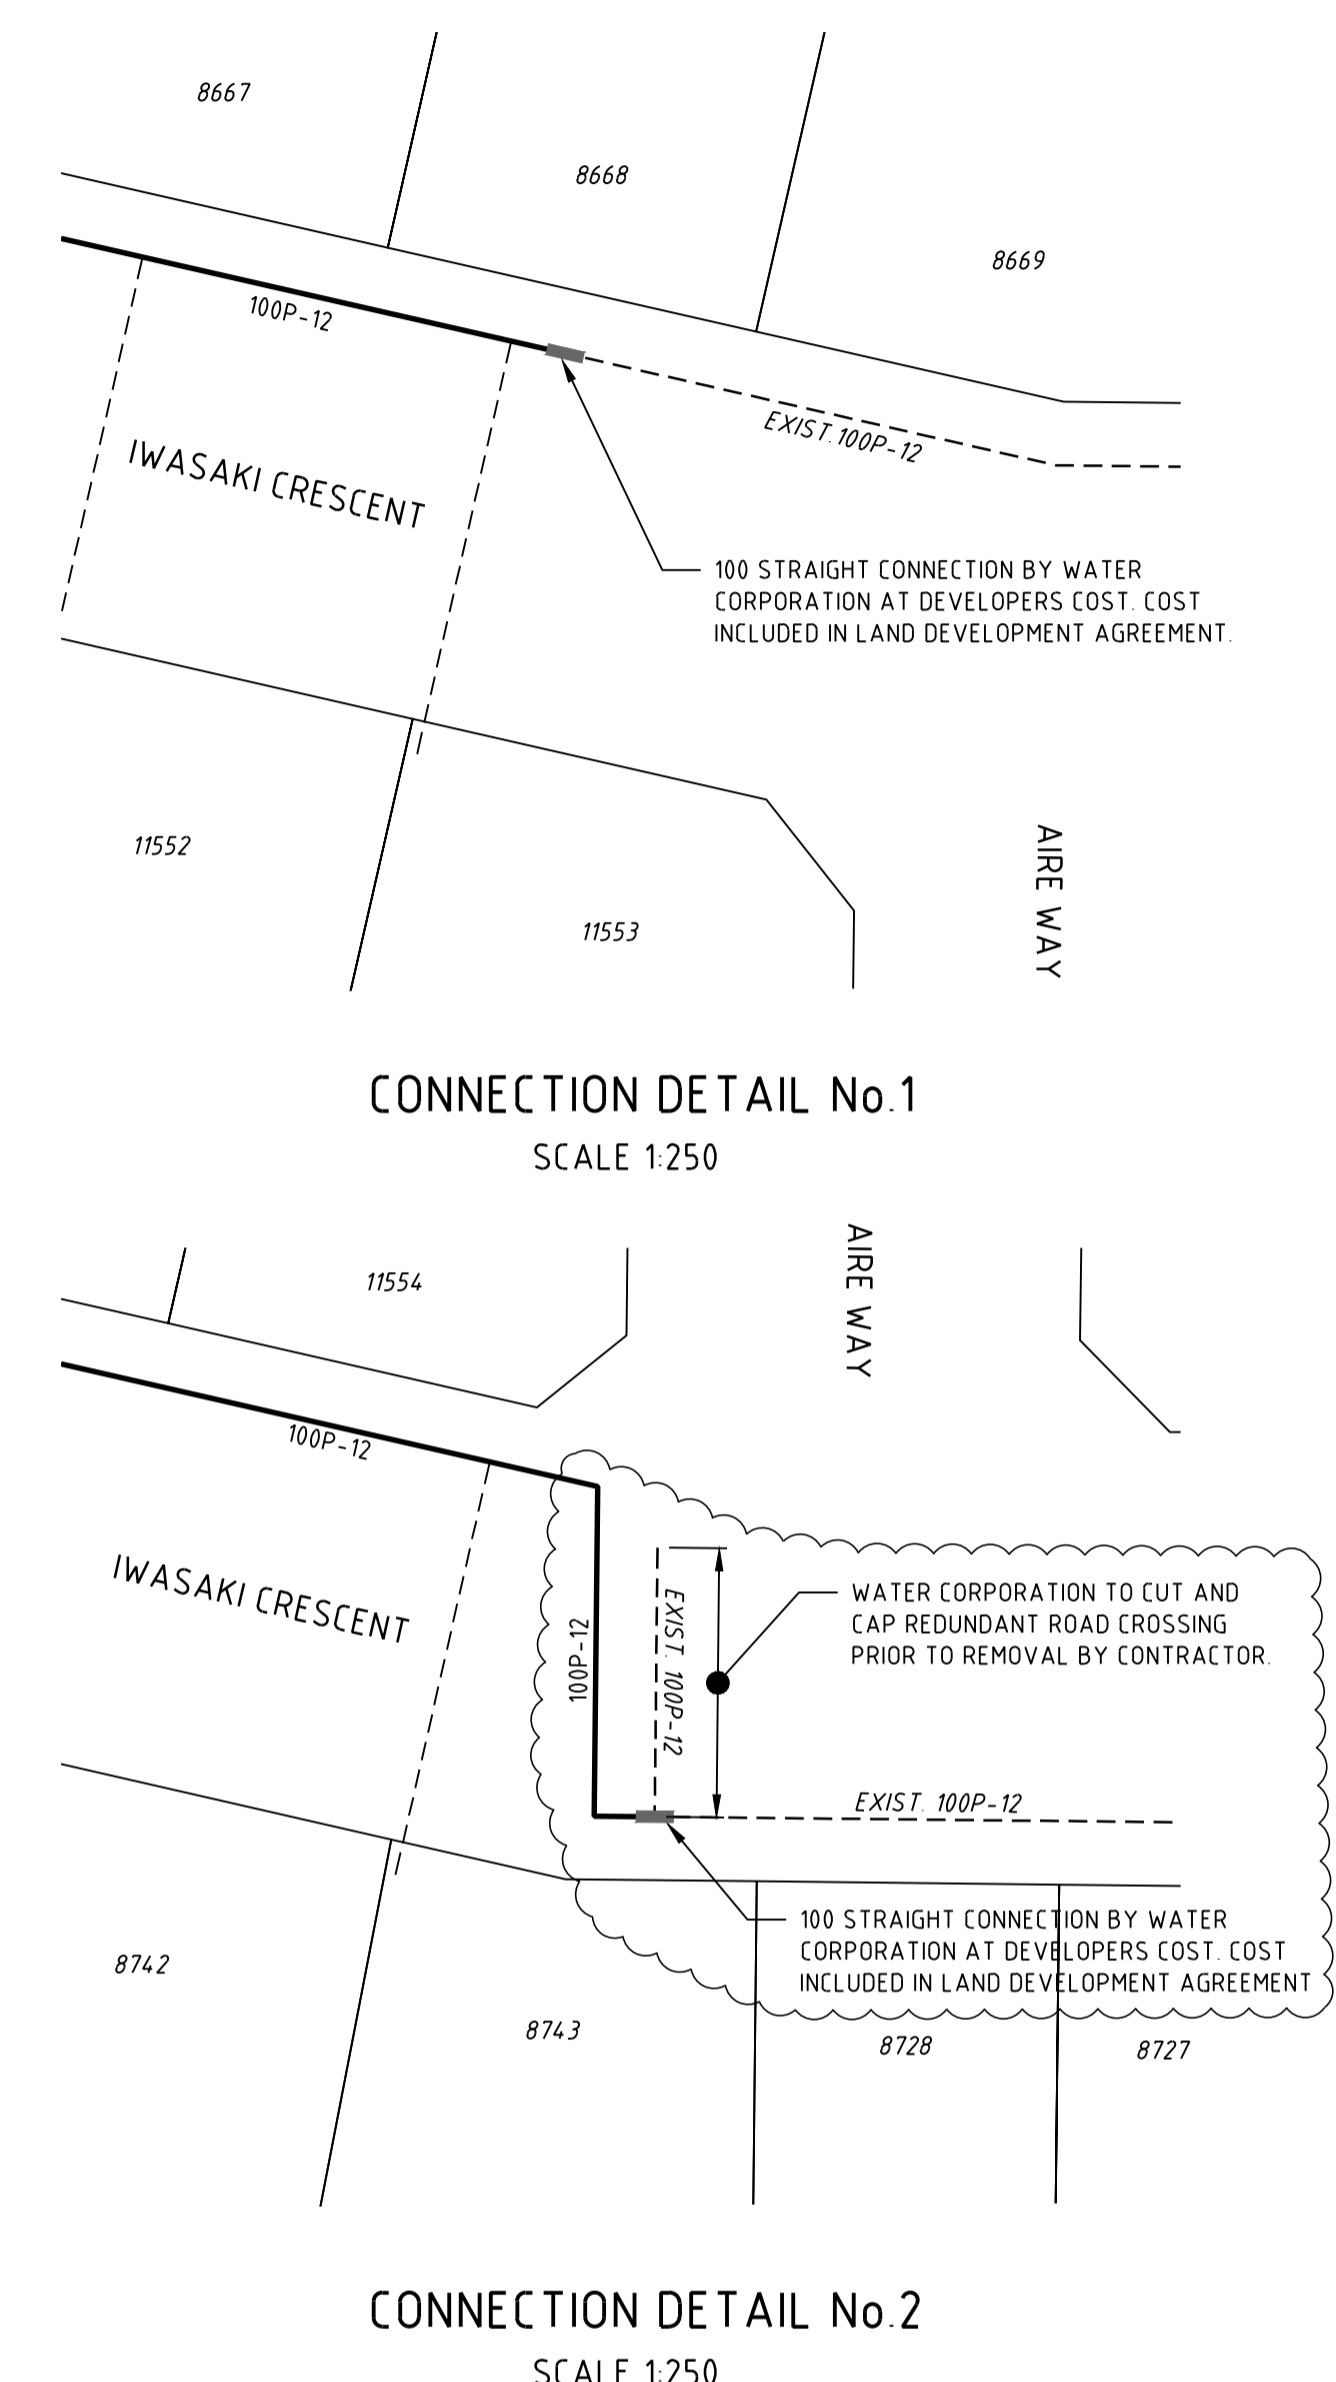 8667
8668
8669
100P-12
EXIST. 100P-12
IWASAKI CRESCENT
100 STRAIGHT CONNECTION BY WATER
CORPORATION AT DEVELOPERS COST. COST
INCLUDED IN LAND DEVELOPMENT AGREEMENT.
11552
11553
AIRE WAY
CONNECTION DETAIL No.1
SCALE 1:250
AIRE WAY
11554
100P-12
IWASAKI CRESCENT
100P-12
EXIST. 100P-12
WATER CORPORATION TO CUT AND
CAP REDUNDANT ROAD CROSSING
PRIOR TO REMOVAL BY CONTRACTOR.
EXIST. 100P-12
100 STRAIGHT CONNECTION BY WATER
CORPORATION AT DEVELOPERS COST. COST
INCLUDED IN LAND DEVELOPMENT AGREEMENT
8742
8743
8728
8727
CONNECTION DETAIL No.2
SCALE 1:250